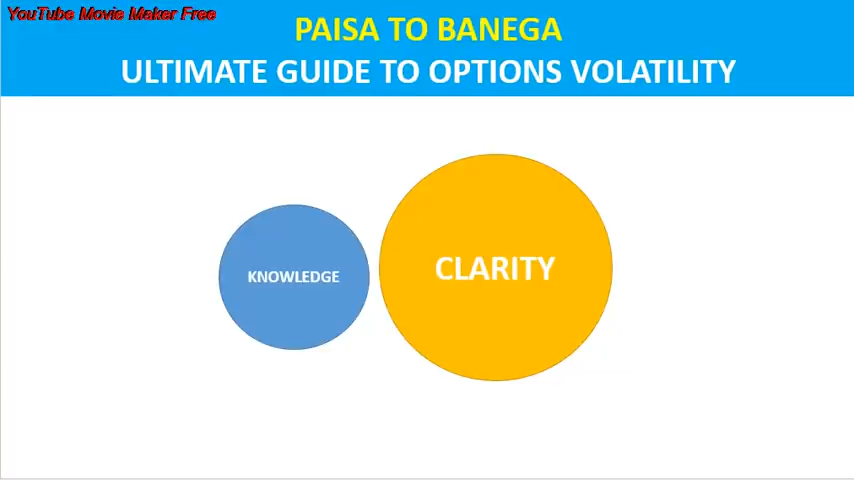 YouTube Movie Maker Free
PAISA TO BANEGA
ULTIMATE GUIDE TO OPTIONS VOLATILITY
KNOWLEDGE
CLARITY